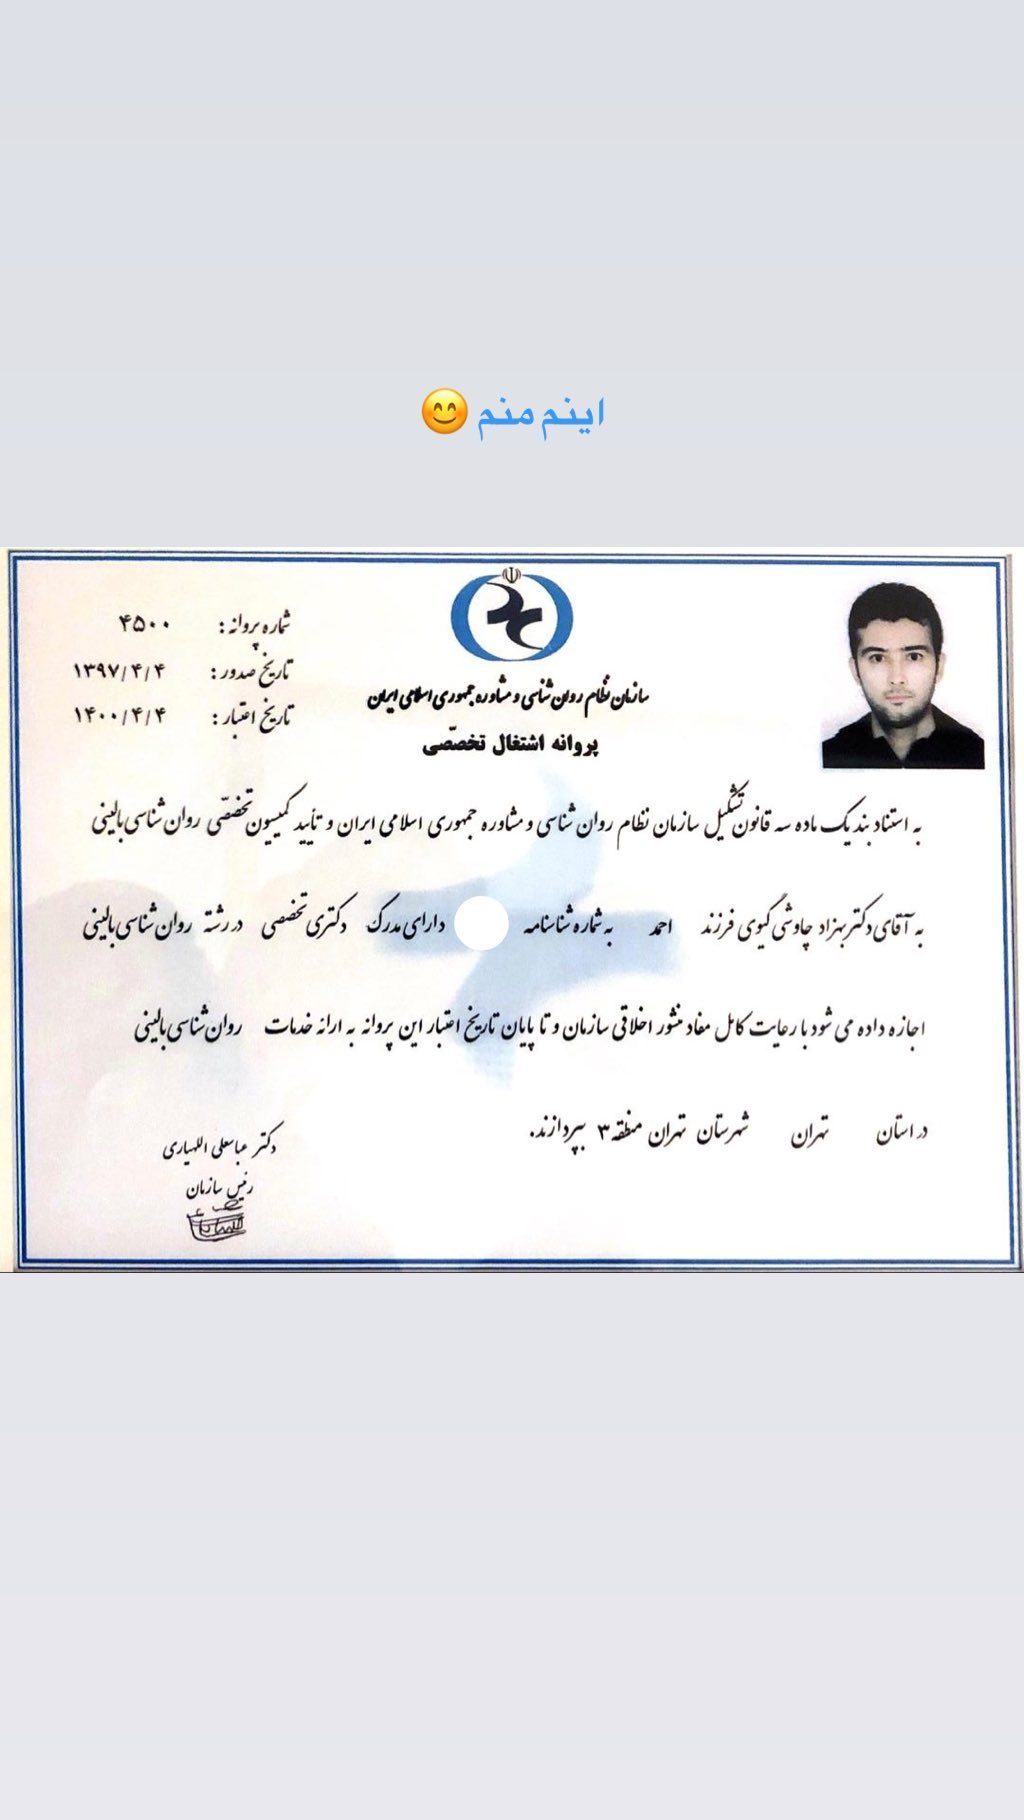 اینم منم 😊
شماره پروانه: ۴۵۰۰
تاریخ صدور: ۱۳۹۷/۴/۴
تاریخ اعتبار: ۱۴۰۰/۴/۴
سازمان نظام روان شناسی و مشاوره جمهوری اسلامی ایران
پروانه اشتغال تخصّصی
به استناد بند یک ماده سه قانون تشکیل سازمان نظام روان شناسی و مشاوره جمهوری اسلامی ایران و تأیید کمیسیون تخصّصی روان شناسی بالینی
به آقای دکتر بهزاد چاوشی گیوی فرزند احمد به شماره شناسنامه دارای مدرک دکتری تخصصی در رشته روان شناسی بالینی
اجازه داده می شود با رعایت کامل مفاد منشور اخلاقی سازمان و تا پایان تاریخ اعتبار این پروانه به ارائه خدمات روان شناسی بالینی
در استان تهران شهرستان تهران منطقه ۳ بپردازند.
دکتر عباسعلی اللهیاری
رئیس سازمان